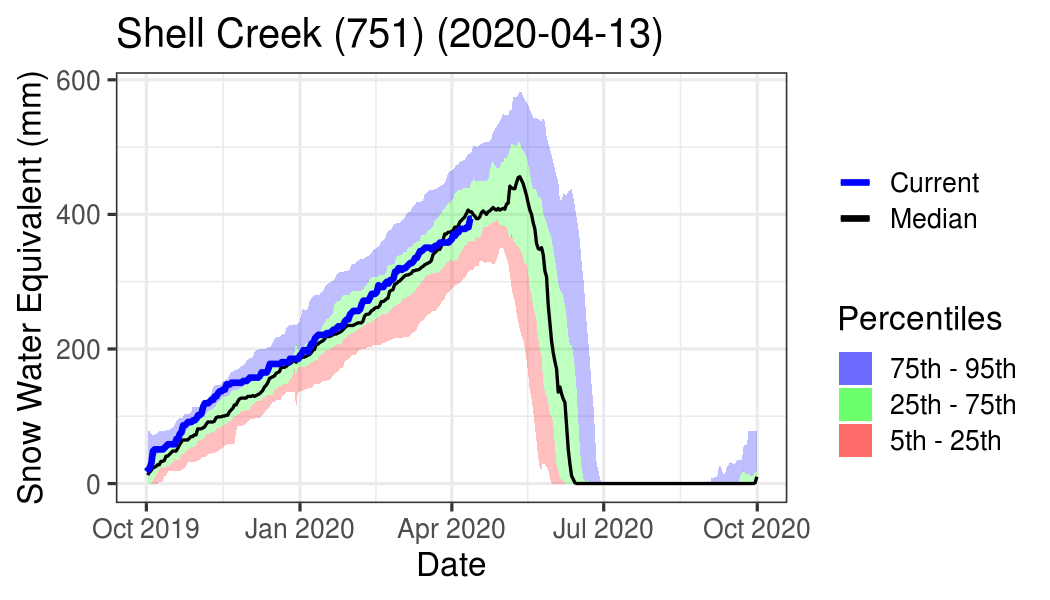 Shell Creek (751) (2020-04-13)
Snow Water Equivalent (mm)
600
400
200
0
Oct 2019
Jan 2020
Apr 2020
Jul 2020
Oct 2020
Date
Current
Median
Percentiles
75th - 95th
25th - 75th
5th - 25th